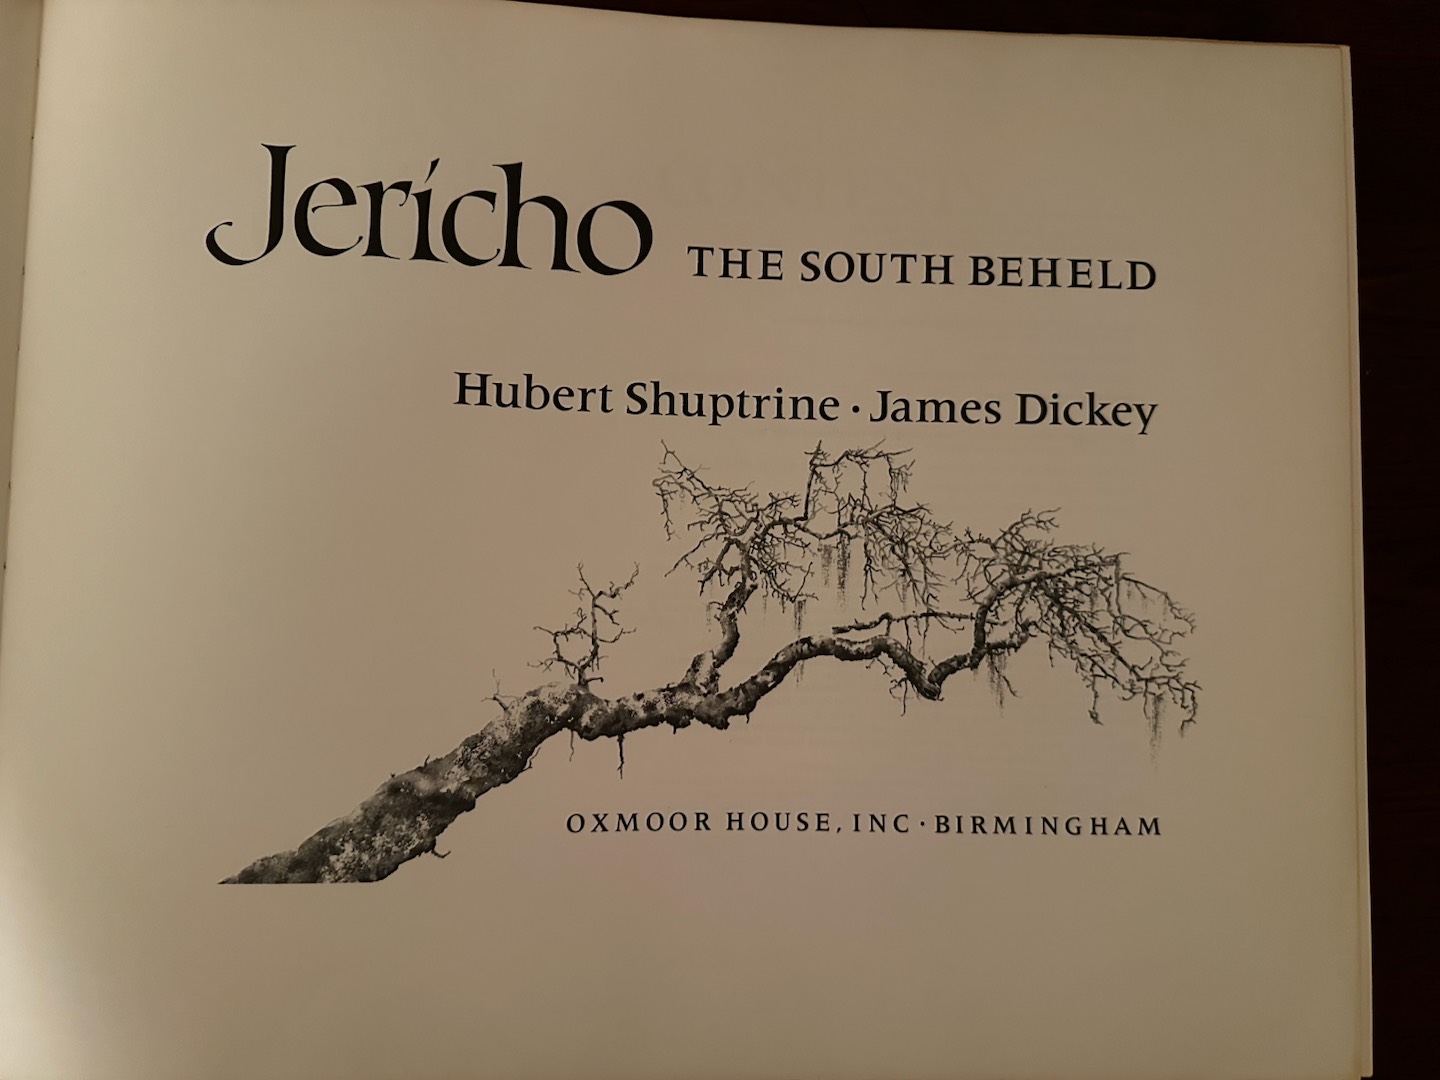 Jericho THE SOUTH BEHELD
Hubert Shuptrine · James Dickey
OXMOOR HOUSE, INC · BIRMINGHAM